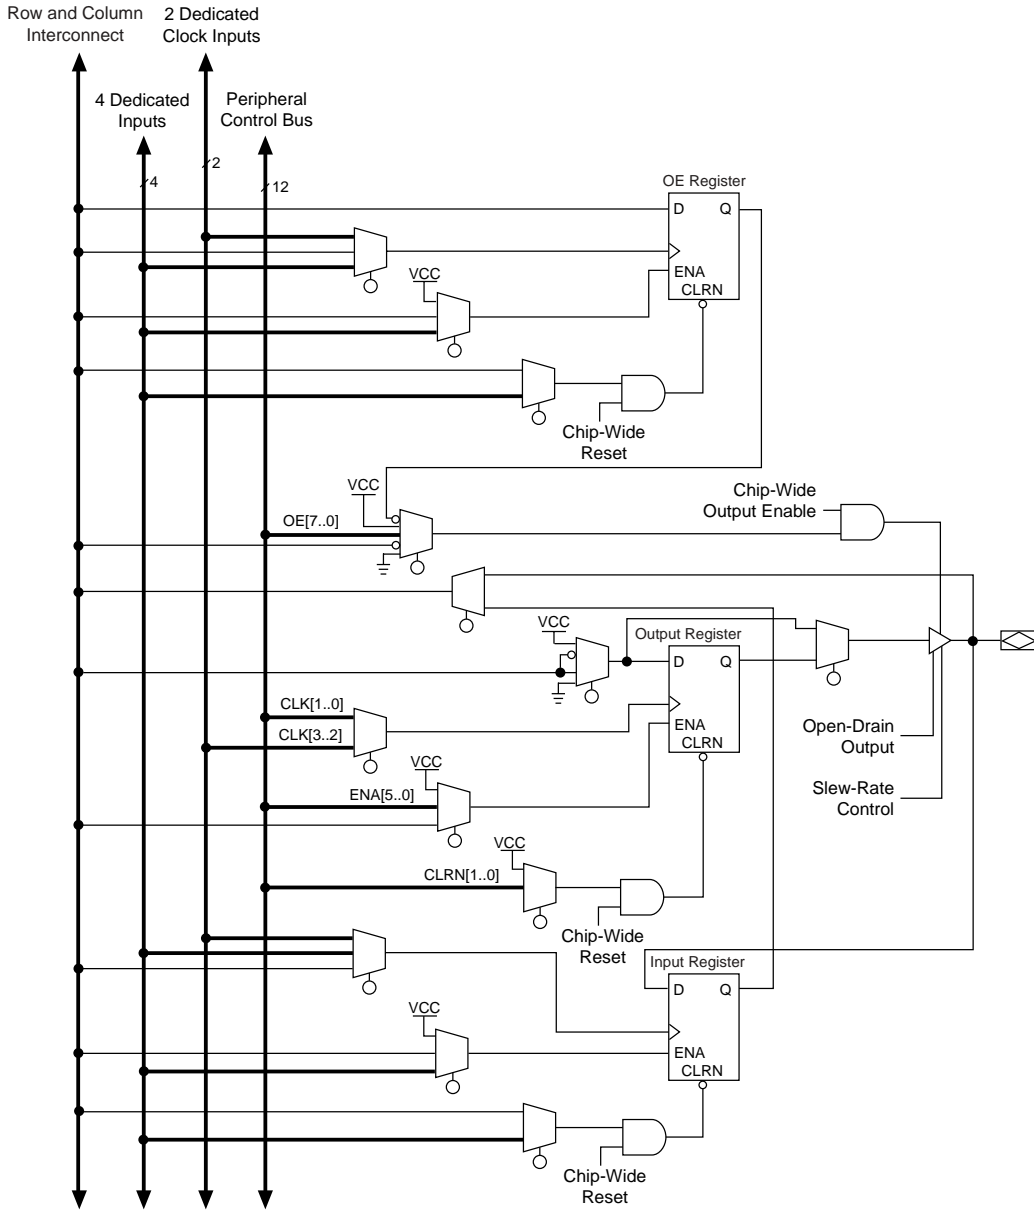 Row and Column
Interconnect
2 Dedicated
Clock Inputs
4 Dedicated
Inputs
Peripheral
Control Bus
2
4
12
OE Register
D Q
ENA
CLRN
VCC
Chip-Wide
Reset
VCC
OE[7..0]
Chip-Wide
Output Enable
VCC
Output Register
D Q
ENA
CLRN
CLK[1..0]
CLK[3..2]
Open-Drain
Output
VCC
ENA[5..0]
Slew-Rate
Control
VCC
CLRN[1..0]
Chip-Wide
Reset
Input Register
D Q
ENA
CLRN
VCC
Chip-Wide
Reset